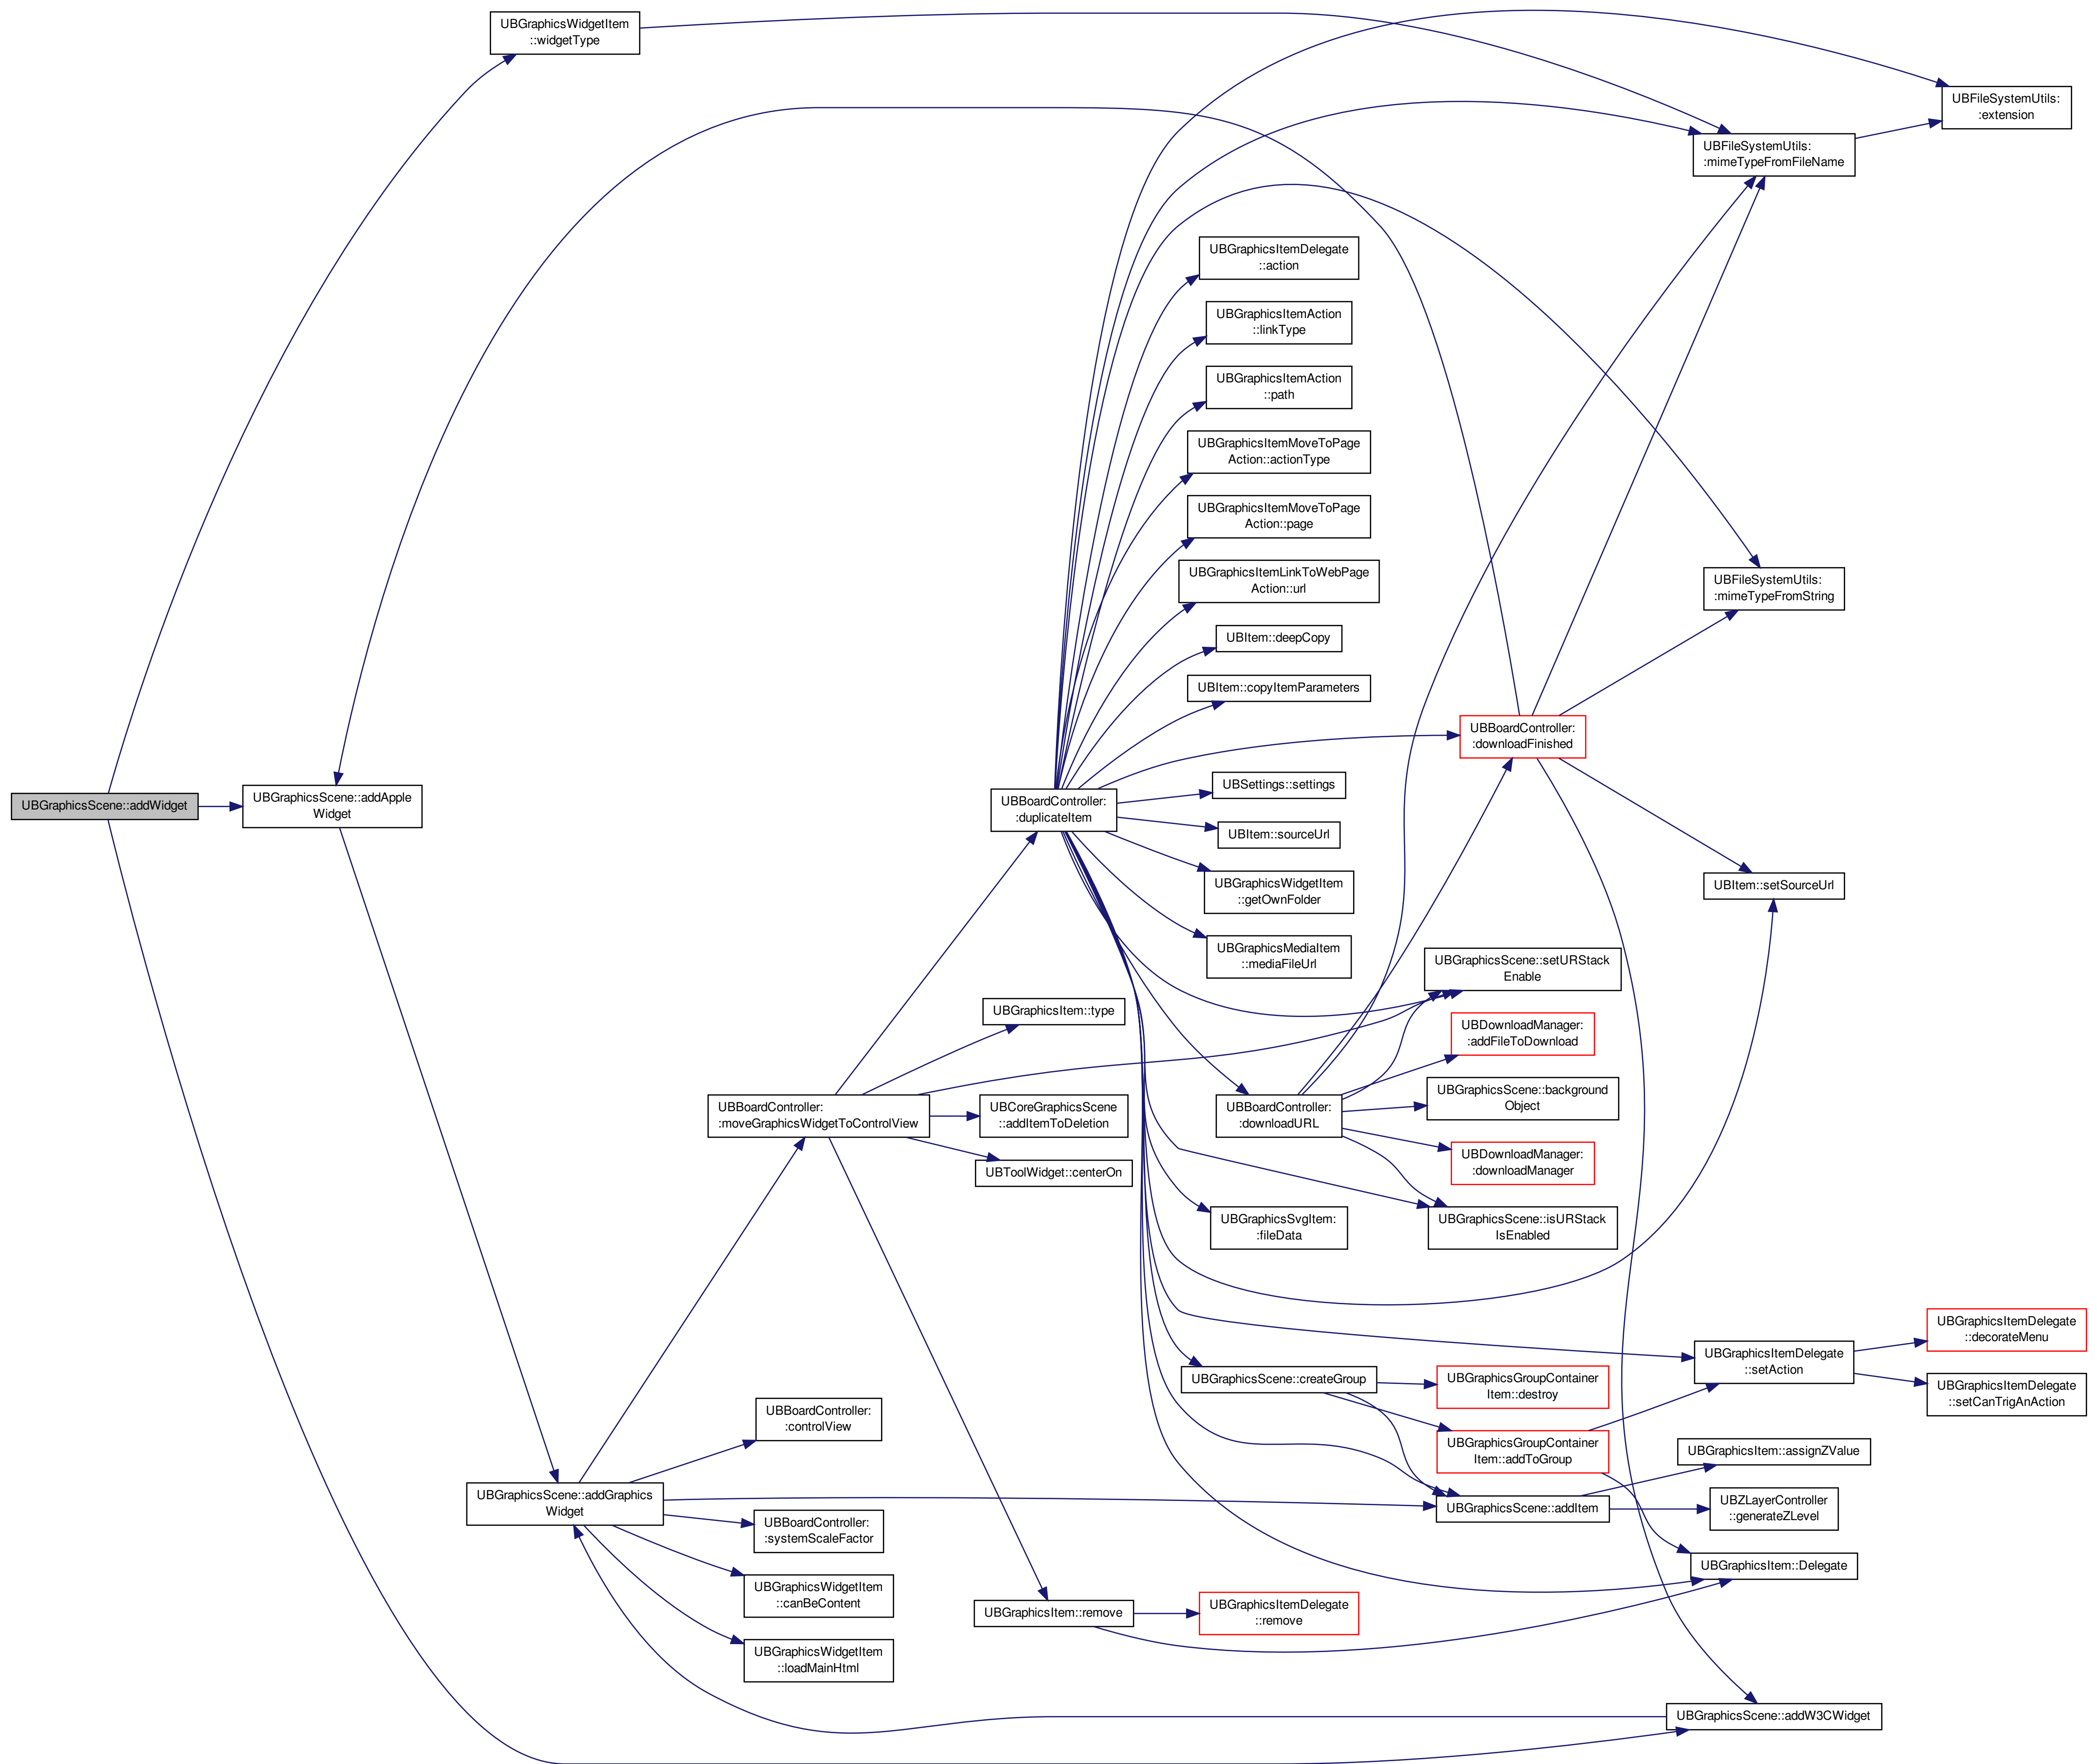 UBGraphicsWidgetItem
::widgetType
UBFileSystemUtils:
:extension
UBFileSystemUtils:
:mimeTypeFromFileName
UBGraphicsItemDelegate
::action
UBGraphicsItemAction
::linkType
UBGraphicsItemAction
::path
UBGraphicsItemMoveToPage
Action::actionType
UBGraphicsItemMoveToPage
Action::page
UBGraphicsItemLinkToWebPage
Action::url
UBFileSystemUtils:
:mimeTypeFromString
UBItem::deepCopy
UBItem::copyItemParameters
UBBoardController:
:downloadFinished
UBGraphicsScene::addWidget
UBGraphicsScene::addApple
Widget
UBBoardController:
:duplicateItem
UBSettings::settings
UBItem::sourceUrl
UBGraphicsWidgetItem
::getOwnFolder
UBItem::setSourceUrl
UBGraphicsMediaItem
::mediaFileUrl
UBGraphicsScene::setURStack
Enable
UBGraphicsItem::type
UBDownloadManager:
:addFileToDownload
UBBoardController:
:moveGraphicsWidgetToControlView
UBCoreGraphicsScene
::addItemToDeletion
UBBoardController:
:downloadURL
UBGraphicsScene::background
Object
UBToolWidget::centerOn
UBDownloadManager:
:downloadManager
UBGraphicsSvgItem:
:fileData
UBGraphicsScene::isURStack
IsEnabled
UBGraphicsItemDelegate
::decorateMenu
UBGraphicsItemDelegate
::setAction
UBGraphicsScene::createGroup
UBGraphicsGroupContainer
Item::destroy
UBGraphicsItemDelegate
::setCanTrigAnAction
UBBoardController:
:controlView
UBGraphicsGroupContainer
Item::addToGroup
UBGraphicsItem::assignZValue
UBGraphicsScene::addGraphics
Widget
UBGraphicsScene::addItem
UBZLayerController
::generateZLevel
UBBoardController:
:systemScaleFactor
UBGraphicsItem::Delegate
UBGraphicsWidgetItem
::canBeContent
UBGraphicsItem::remove
UBGraphicsItemDelegate
::remove
UBGraphicsWidgetItem
::loadMainHtml
UBGraphicsScene::addW3CWidget